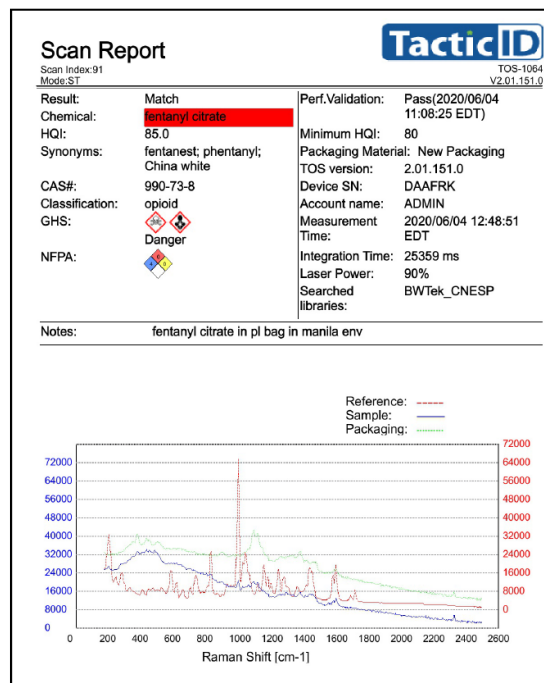 Scan Report
TacticID
Scan Index:91
TOS-1064
Mode:ST
V2.01.151.0
Result: Match
Perf.Validation: Pass(2020/06/04 11:08:25 EDT)
Chemical: fentanyl citrate
HQI: 85.0
Minimum HQI: 80
Synonyms: fentanest; phentanyl; China white
Packaging Material: New Packaging
TOS version: 2.01.151.0
CAS#: 990-73-8
Device SN: DAAFRK
Classification: opioid
Account name: ADMIN
GHS: Danger
Measurement Time: 2020/06/04 12:48:51 EDT
NFPA:
Integration Time: 25359 ms
Laser Power: 90%
Searched libraries: BWTek_CNESP
Notes: fentanyl citrate in pl bag in manila env
Reference:
Sample:
Packaging:
72000
72000 64000
64000 56000
56000 48000
48000 40000
40000 32000
32000 24000
24000 16000
16000 8000
8000 0
0
0 200 400 600 800 1000 1200 1400 1600 1800 2000 2200 2400 2600
Raman Shift [cm-1]